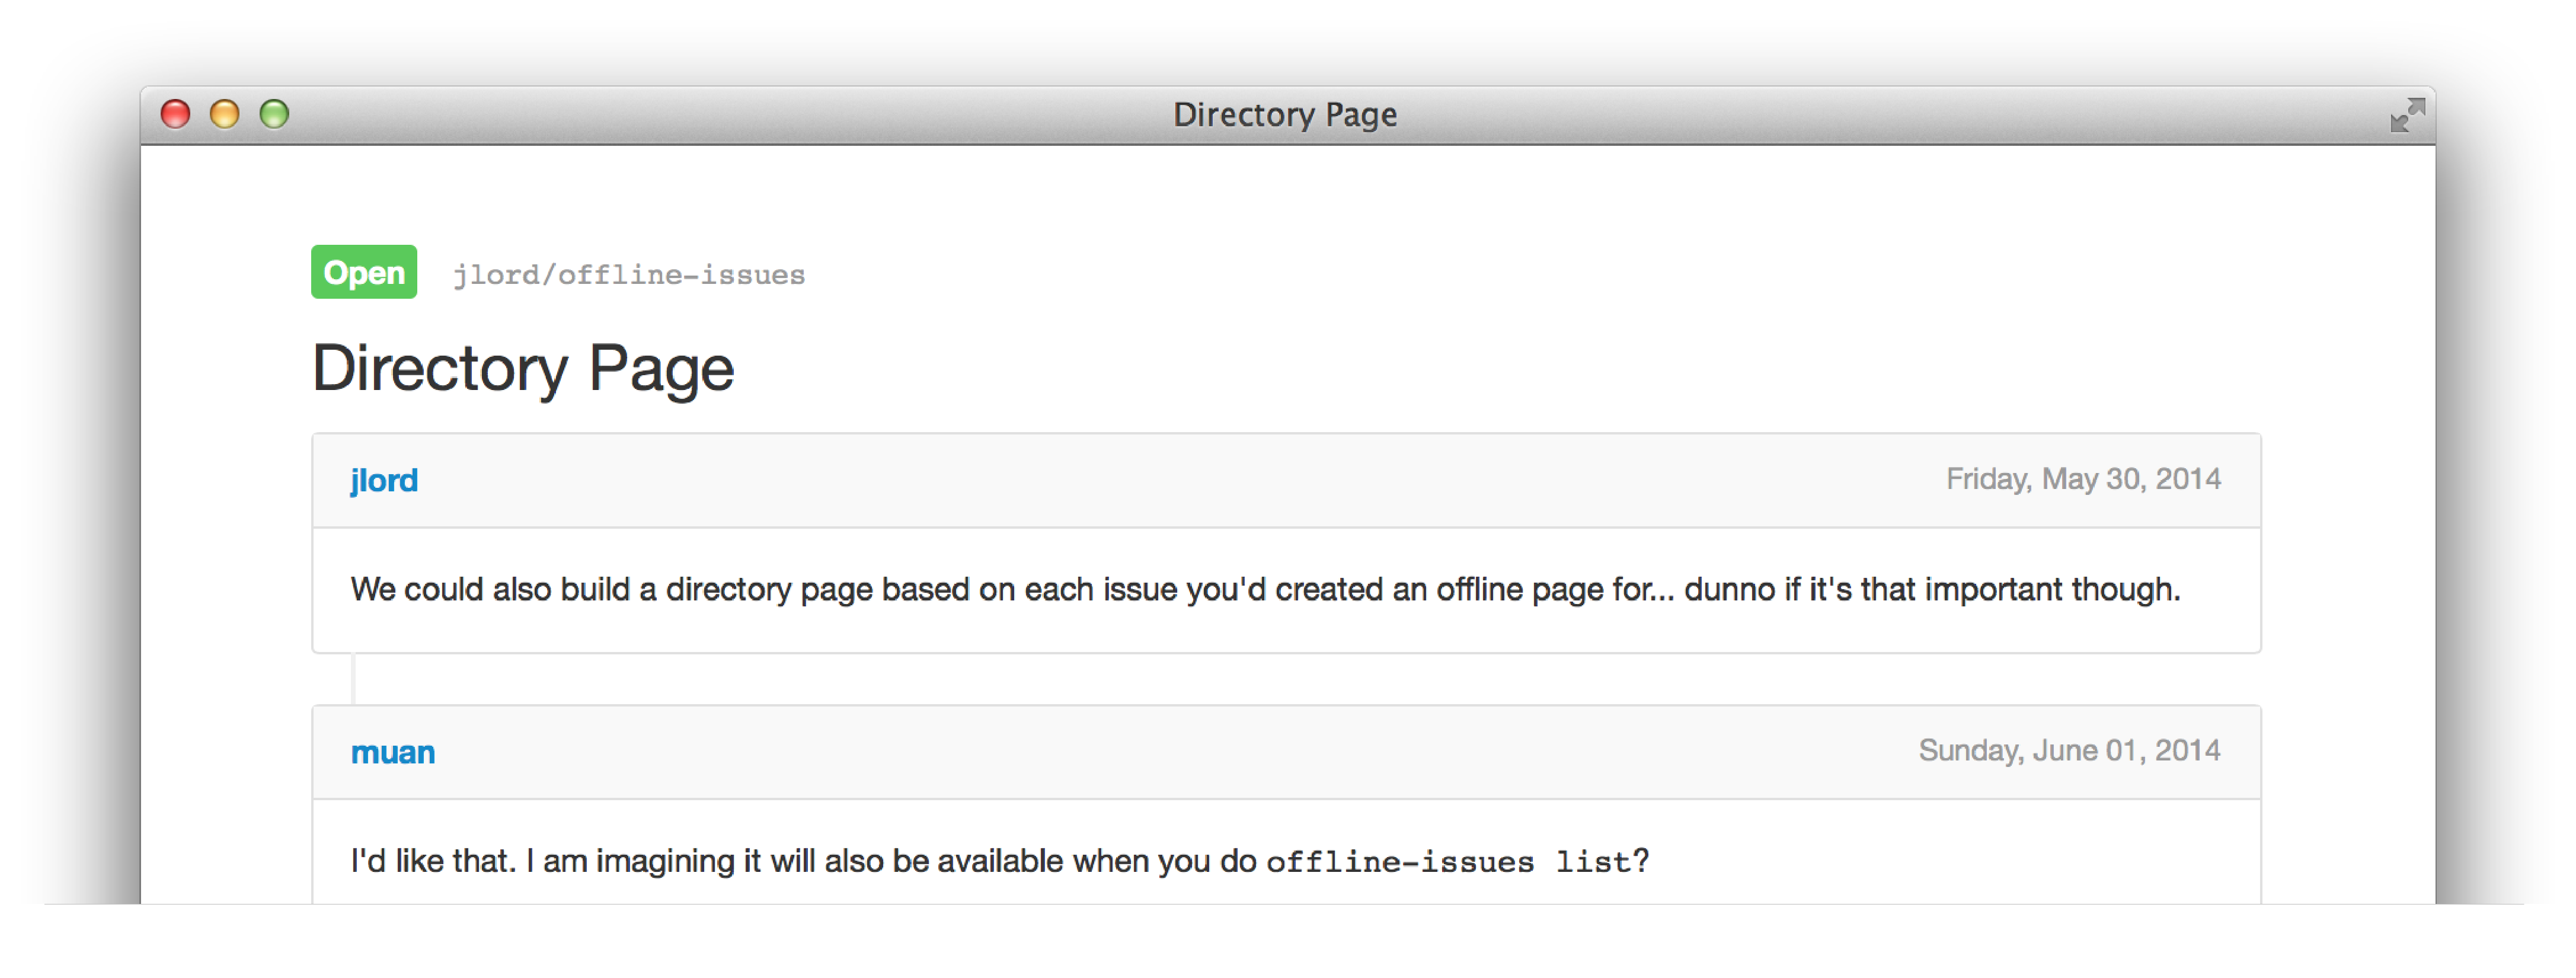 Directory Page
Open jlord/offline-issues
Directory Page
jlord Friday, May 30, 2014
We could also build a directory page based on each issue you'd created an offline page for... dunno if it's that important though.
muan Sunday, June 01, 2014
I'd like that. I am imagining it will also be available when you do offline-issues list?